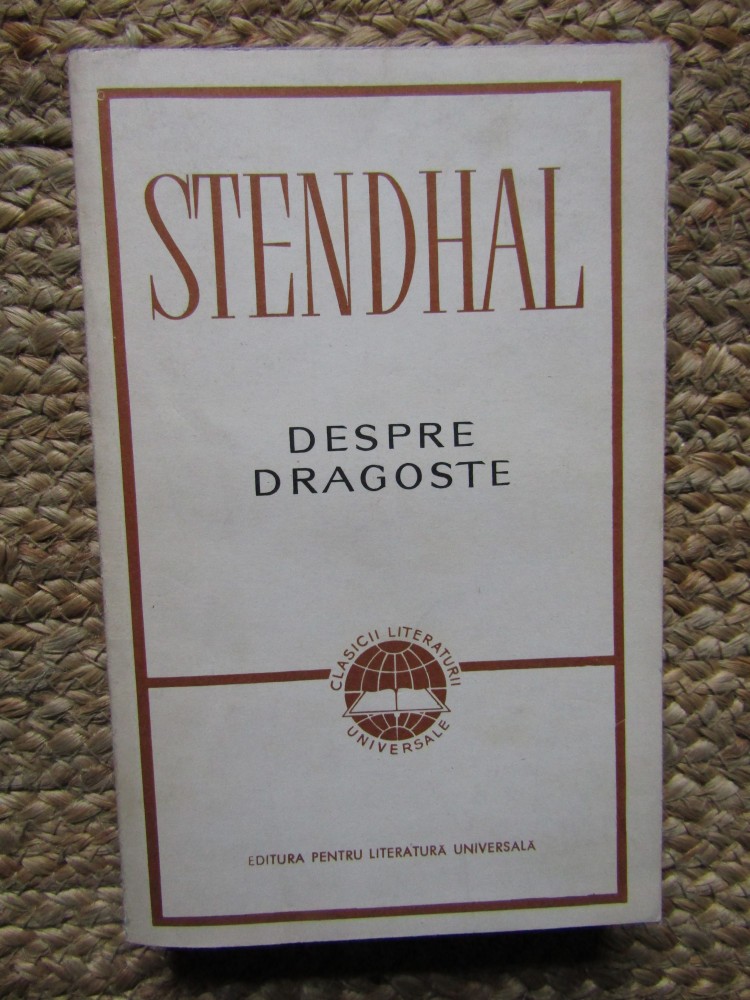 STENDHAL
DESPRE
DRAGOSTE
CLASICII LITERATURII
UNIVERSALE
EDITURA PENTRU LITERATURĂ UNIVERSALĂ